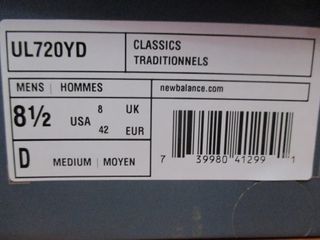 UL720YD
CLASSICS
TRADITIONNELS
MENS | HOMMES
newbalance.com
8½ USA 8 UK
42 EUR
D MEDIUM | MOYEN
7 39980 41299 1